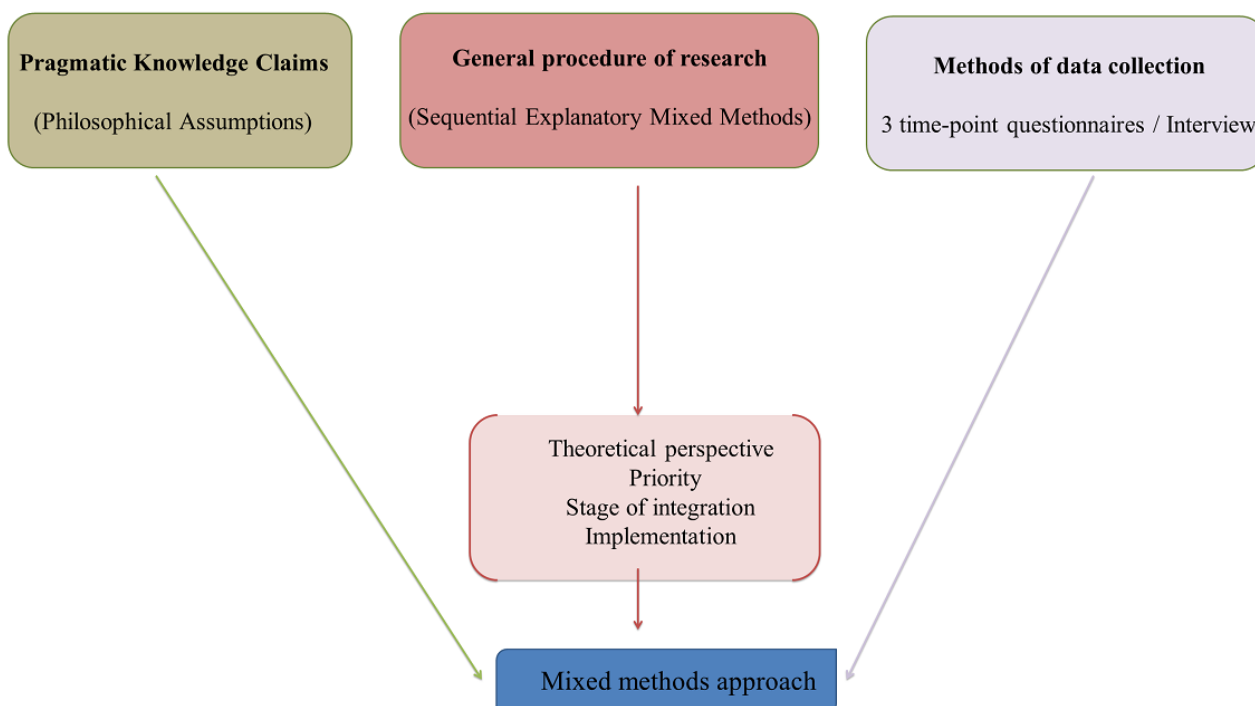 Pragmatic Knowledge Claims
(Philosophical Assumptions)
General procedure of research
(Sequential Explanatory Mixed Methods)
Methods of data collection
3 time-point questionnaires / Interview
Theoretical perspective
Priority
Stage of integration
Implementation
Mixed methods approach